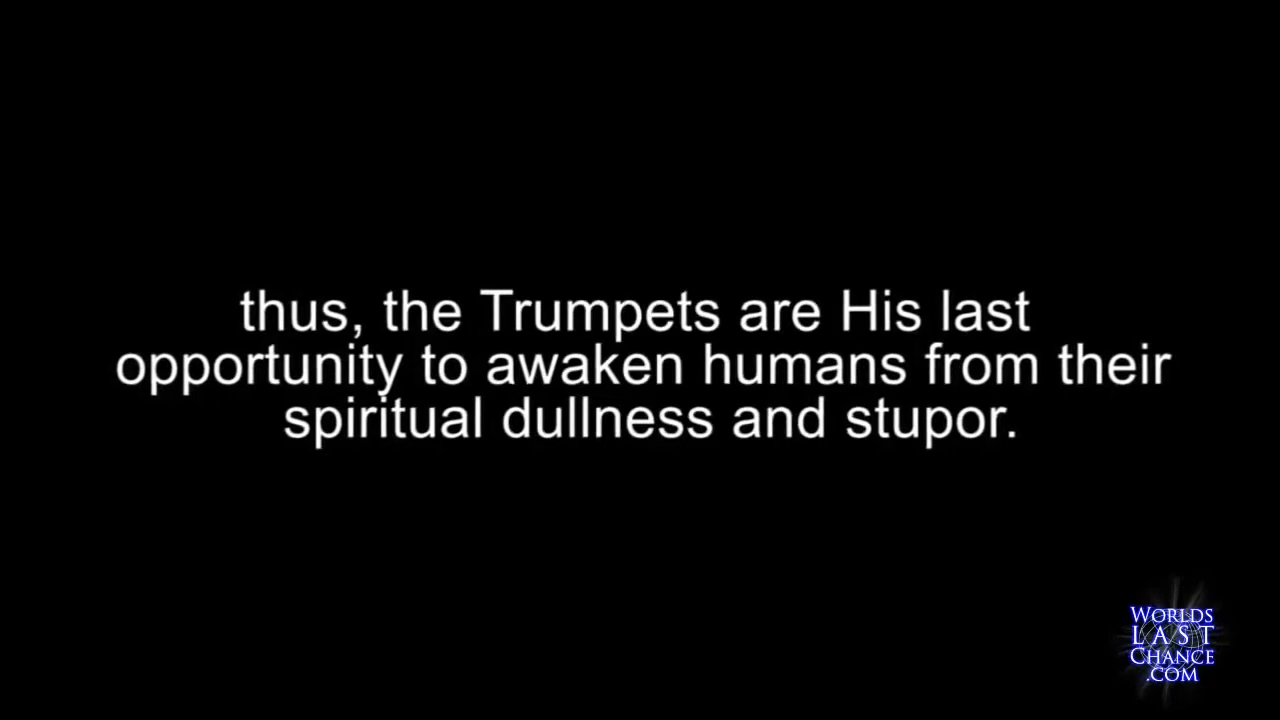 thus, the Trumpets are His last
opportunity to awaken humans from their
spiritual dullness and stupor.
WORLDS
LAST
CHANCE
.COM